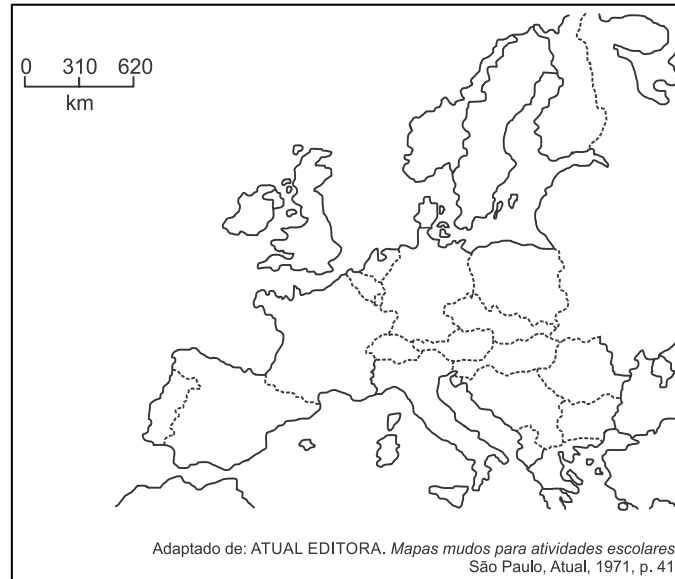 0 310 620
km
Adaptado de: ATUAL EDITORA. Mapas mudos para atividades escolares
São Paulo, Atual, 1971, p. 41